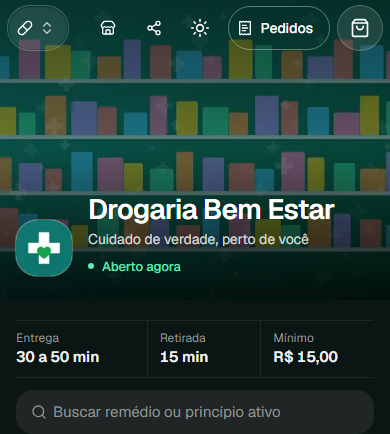 Pedidos
Drogaria Bem Estar
Cuidado de verdade, perto de você
Aberto agora
Entrega
30 a 50 min
Retirada
15 min
Mínimo
R$ 15,00
Buscar remédio ou princípio ativo